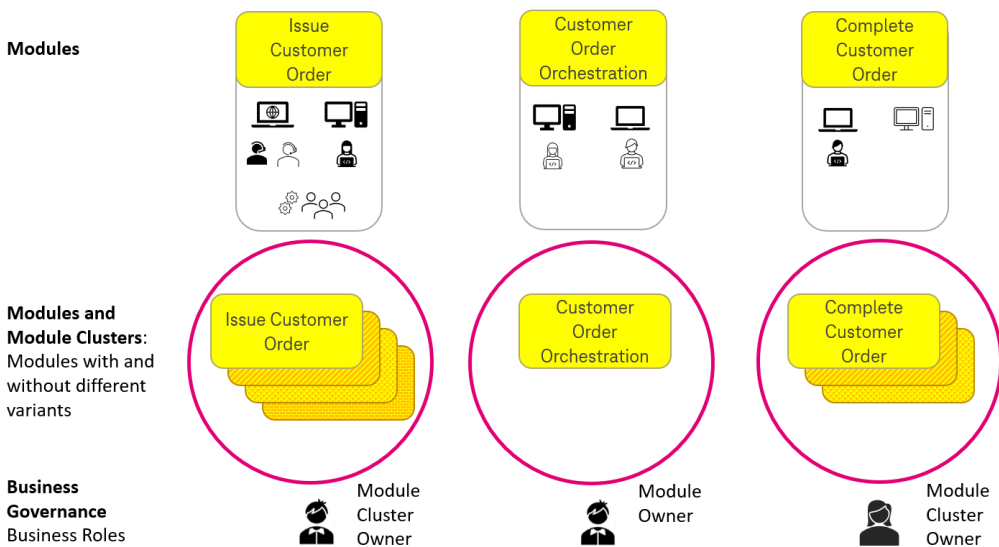 Modules
Issue
Customer
Order
Customer
Order
Orchestration
Complete
Customer
Order
Modules and
Module Clusters:
Modules with and
without different
variants
Issue Customer
Order
Customer
Order
Orchestration
Complete
Customer
Order
Business
Governance
Business Roles
Module
Cluster
Owner
Module
Owner
Module
Cluster
Owner